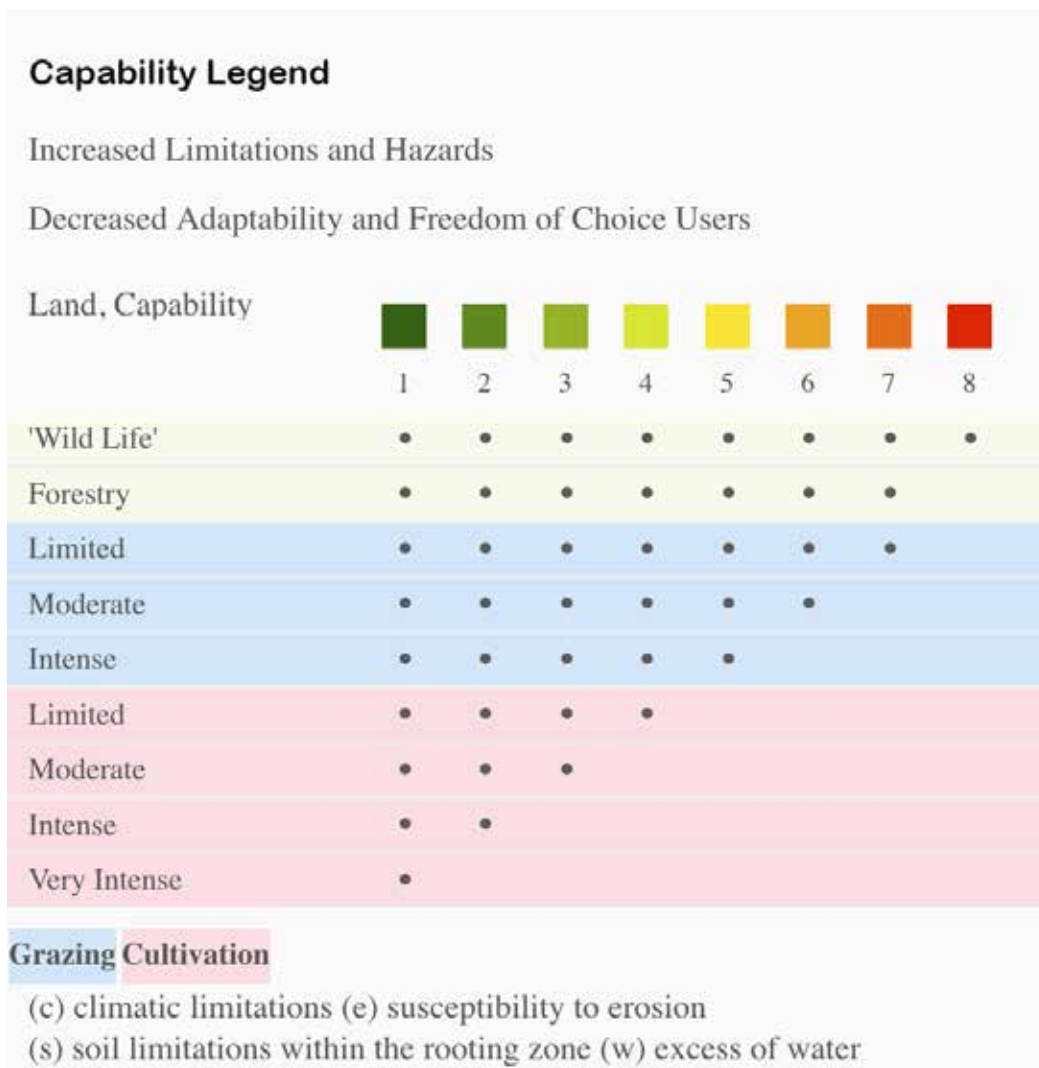 Capability Legend
Increased Limitations and Hazards
Decreased Adaptability and Freedom of Choice Users
Land, Capability
1 2 3 4 5 6 7 8
'Wild Life'
Forestry
Limited
Moderate
Intense
Limited
Moderate
Intense
Very Intense
Grazing Cultivation
(c) climatic limitations (e) susceptibility to erosion
(s) soil limitations within the rooting zone (w) excess of water